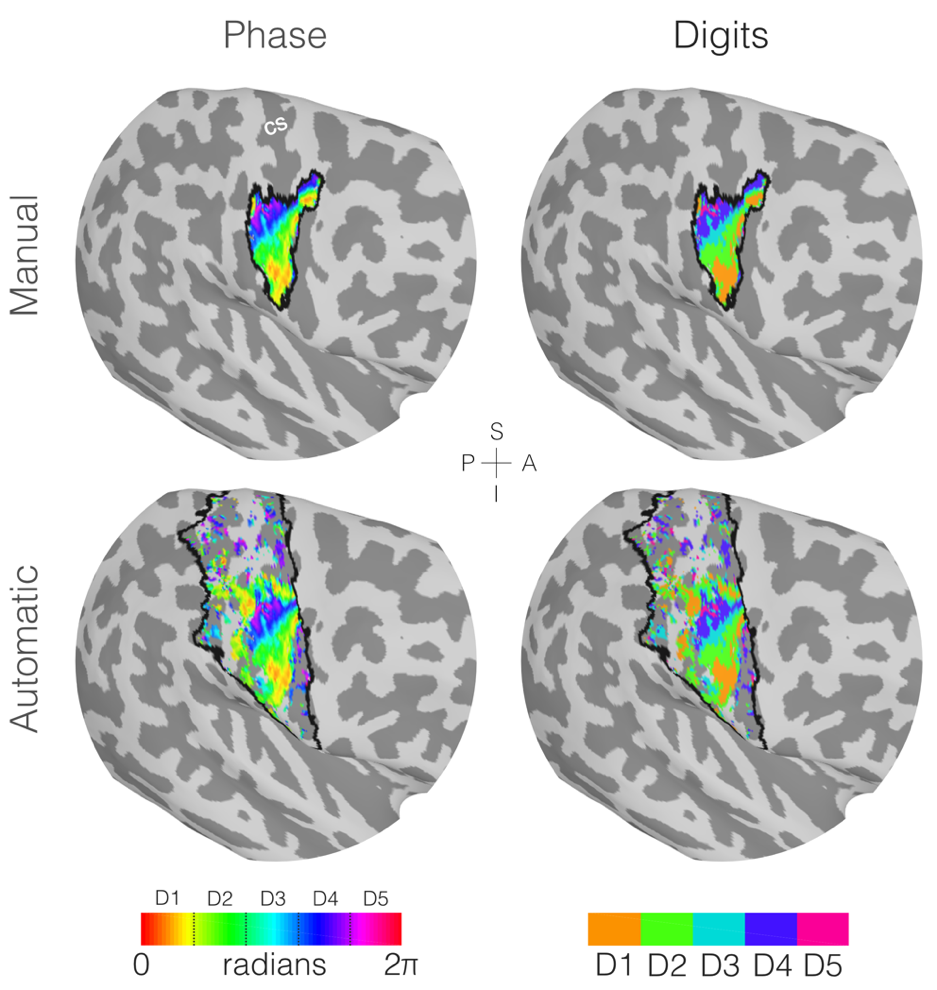 Phase
Digits
Manual
cs
S
P A
I
Automatic
D1 D2 D3 D4 D5
0 radians 2π
D1 D2 D3 D4 D5